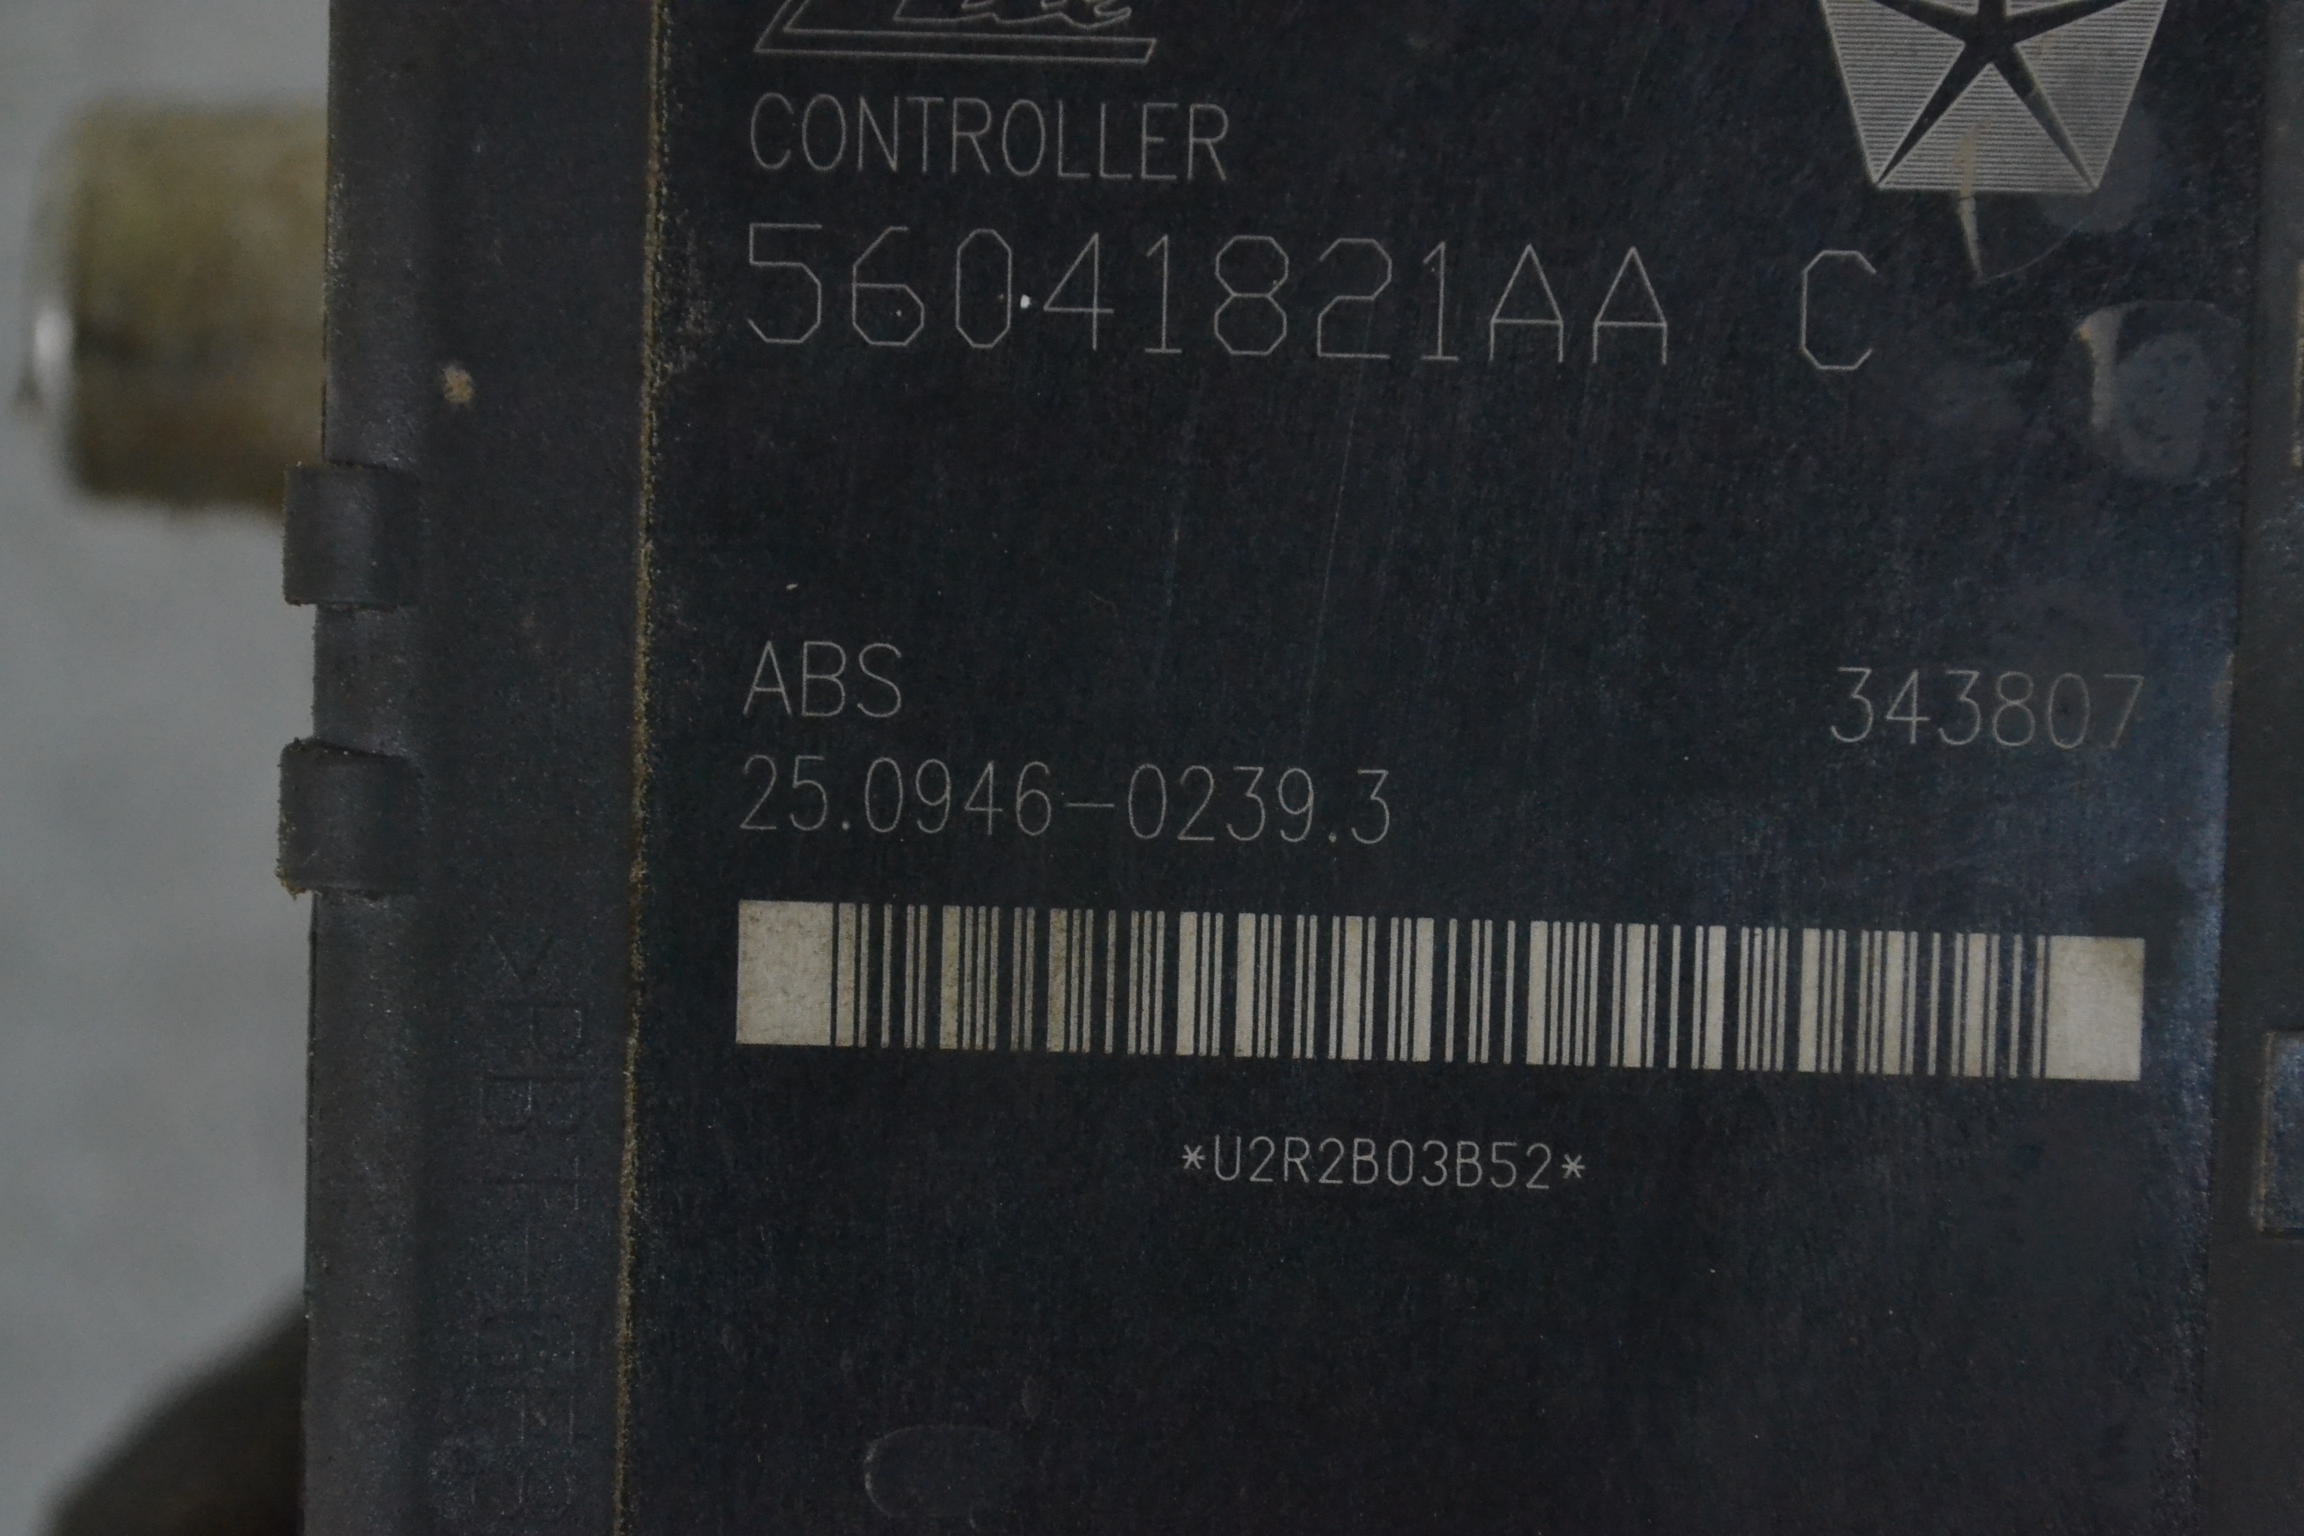 CONTROLLER
56041821AA C
ABS 343807
25.0946-0239.3
*U2R2B03B52*